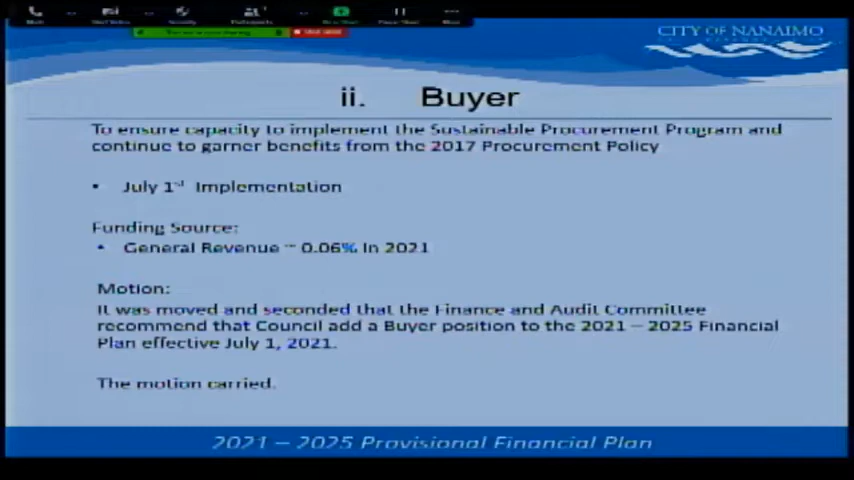 CITY OF NANAIMO
ii. Buyer
To ensure capacity to implement the Sustainable Procurement Program and
continue to garner benefits from the 2017 Procurement Policy
• July 1st Implementation
Funding Source:
• General Revenue ~ 0.06% In 2021
Motion:
It was moved and seconded that the Finance and Audit Committee
recommend that Council add a Buyer position to the 2021 – 2025 Financial
Plan effective July 1, 2021.
The motion carried.
2021 – 2025 Provisional Financial Plan